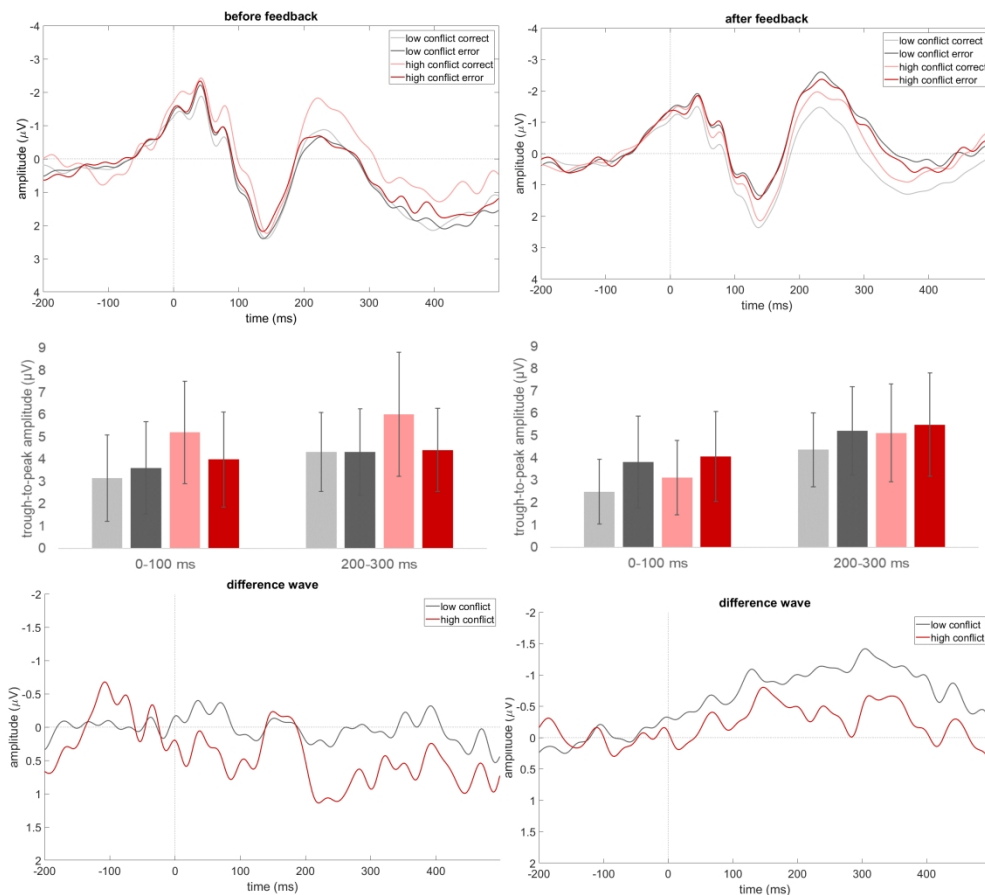 before feedback
-4
-3
-2
-1
0
1
2
3
4
amplitude (μV)
low conflict correct
low conflict error
high conflict correct
high conflict error
-200
-100
0
100
200
300
400
time (ms)
after feedback
-4
-3
-2
-1
0
1
2
3
4
amplitude (μV)
low conflict correct
low conflict error
high conflict correct
high conflict error
-200
-100
0
100
200
300
400
time (ms)
9
8
7
6
5
4
3
2
1
0
trough-to-peak amplitude (μV)
0-100 ms
200-300 ms
9
8
7
6
5
4
3
2
1
0
trough-to-peak amplitude (μV)
0-100 ms
200-300 ms
difference wave
-2
-1.5
-1
-0.5
0
0.5
1
1.5
2
amplitude (μV)
low conflict
high conflict
-200
-100
0
100
200
300
400
time (ms)
difference wave
-2
-1.5
-1
-0.5
0
0.5
1
1.5
2
amplitude (μV)
low conflict
high conflict
-200
-100
0
100
200
300
400
time (ms)